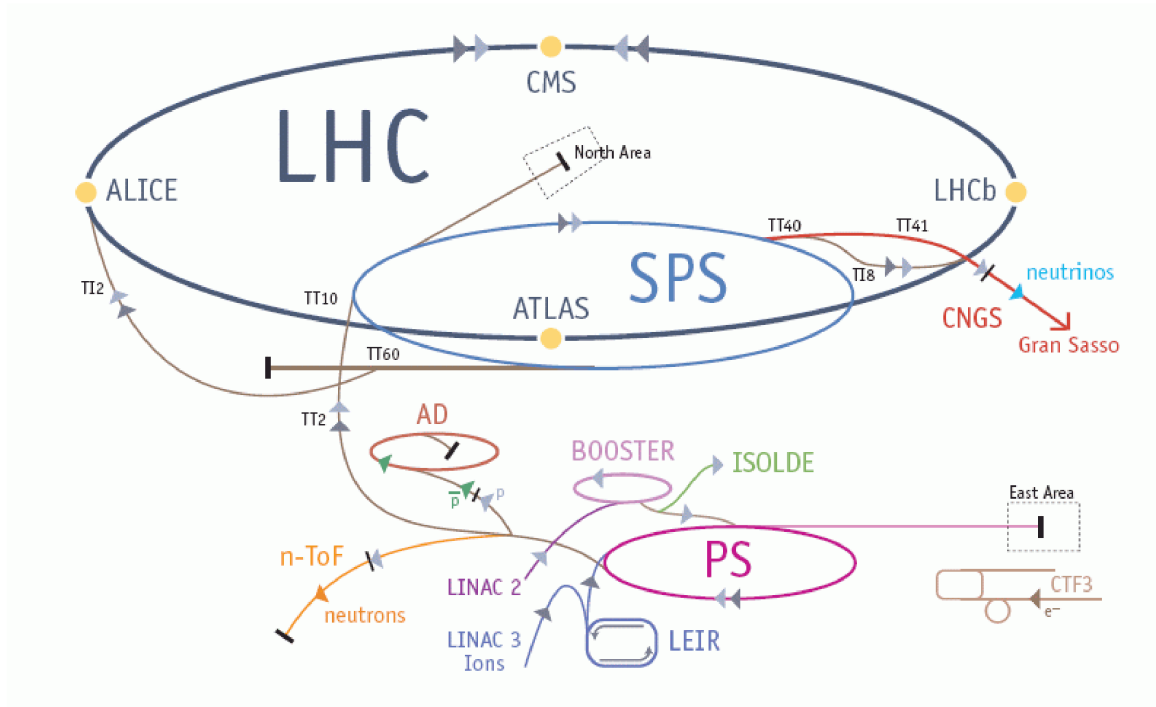 CMS
LHC
North Area
ALICE
LHCb
TT40
TT41
SPS
TI8
neutrinos
TI2
TT10
ATLAS
CNGS
Gran Sasso
TT60
TT2
AD
BOOSTER
ISOLDE
p
p
East Area
n-ToF
PS
LINAC 2
CTF3
neutrons
e⁻
LINAC 3
Ions
LEIR